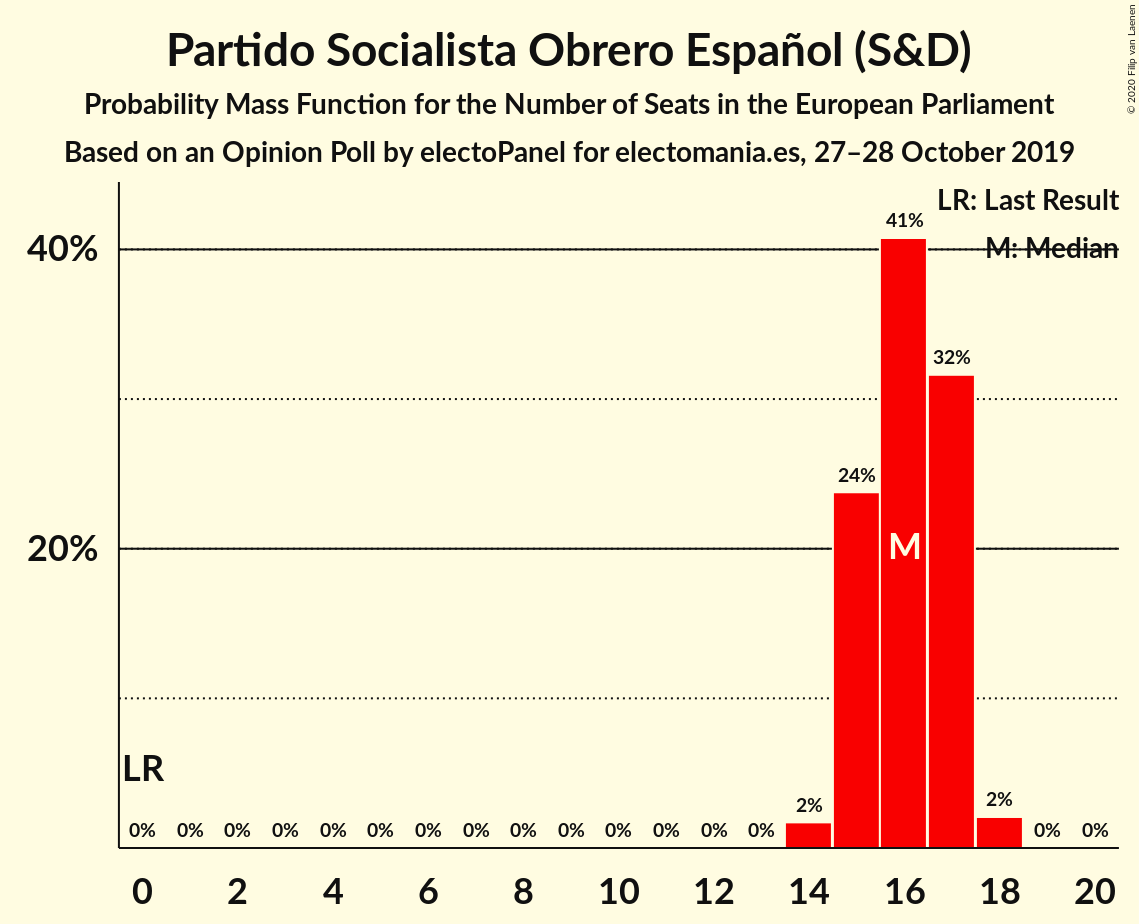 Partido Socialista Obrero Español (S&D)
Probability Mass Function for the Number of Seats in the European Parliament
Based on an Opinion Poll by electoPanel for electomania.es, 27–28 October 2019
© 2020 Filip van Laenen
LR: Last Result
M: Median
40%
20%
41%
32%
24%
M
LR
0% 0% 0% 0% 0% 0% 0% 0% 0% 0% 0% 0% 0% 0% 2% 2% 0% 0%
0 2 4 6 8 10 12 14 16 18 20